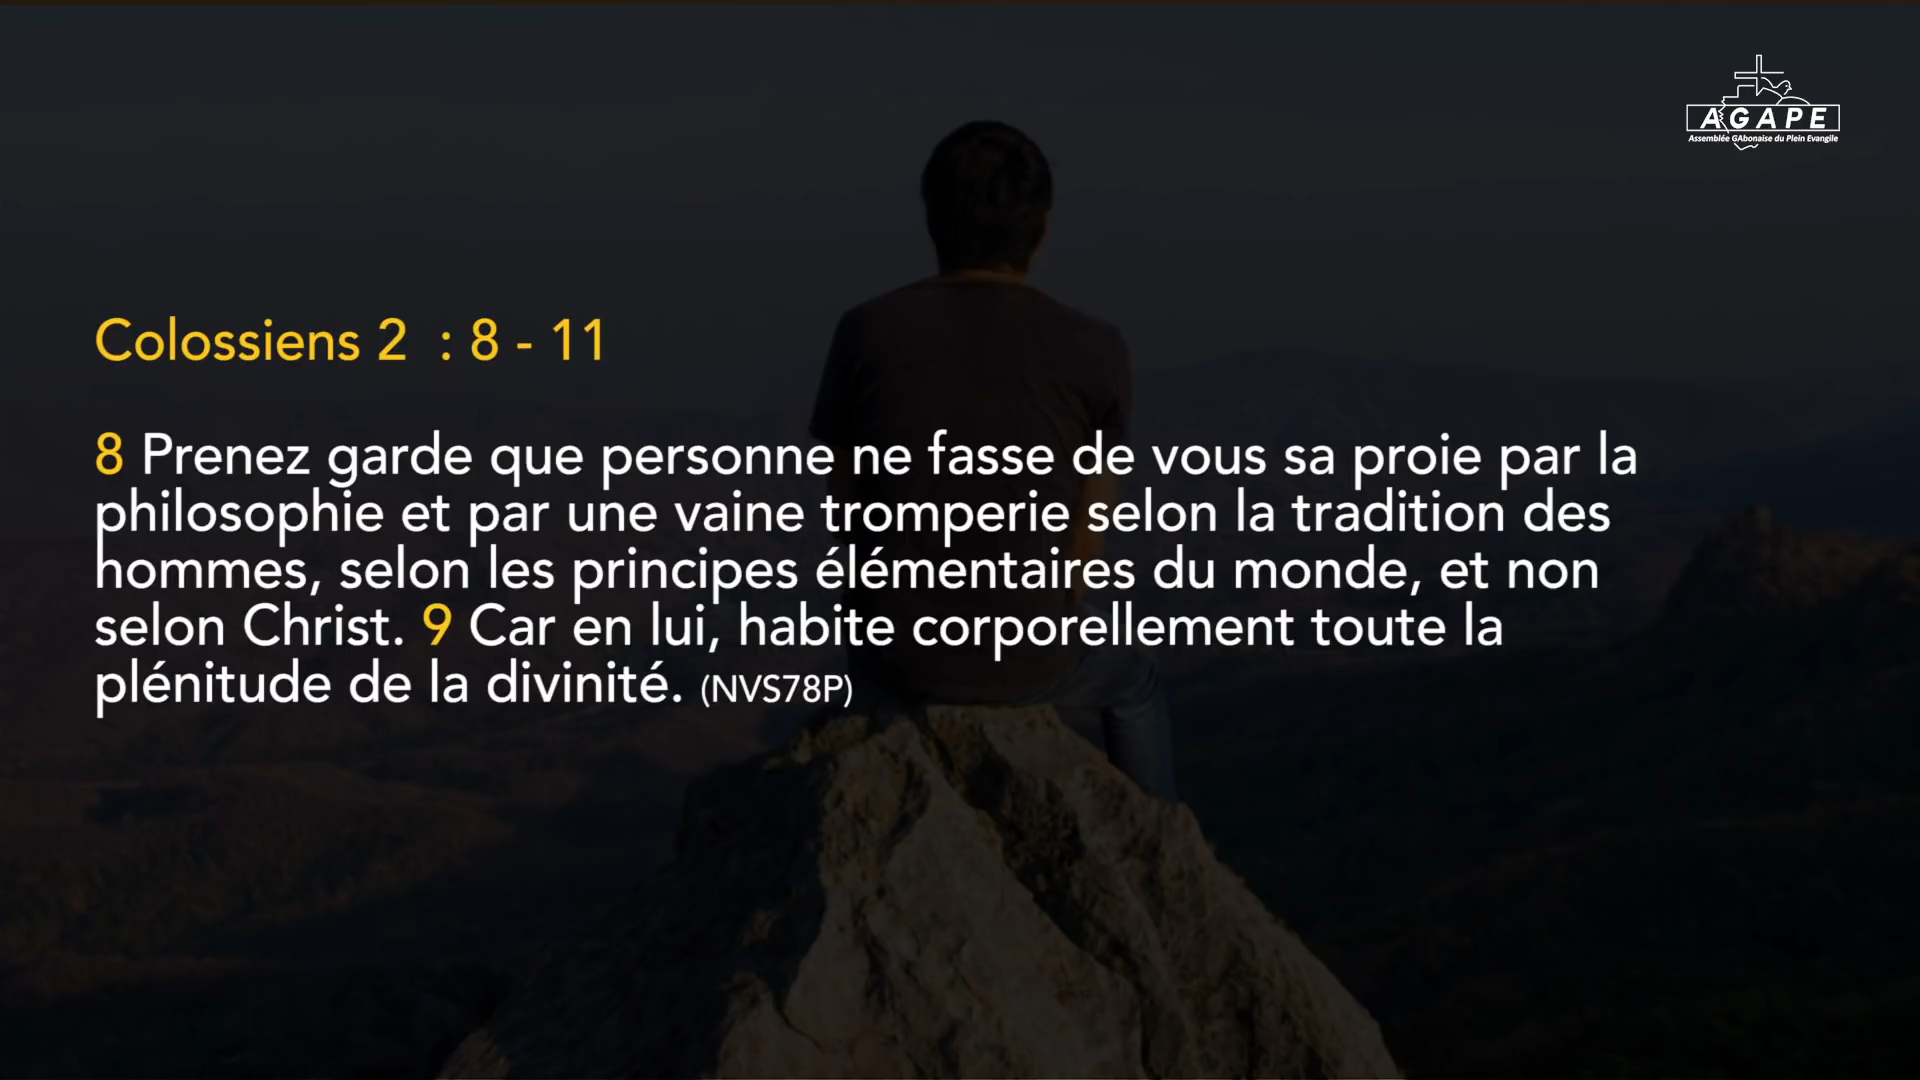 AGAPE
Assemblée GAbonaise du Plein Evangile
Colossiens 2 : 8 - 11
8 Prenez garde que personne ne fasse de vous sa proie par la
philosophie et par une vaine tromperie selon la tradition des
hommes, selon les principes élémentaires du monde, et non
selon Christ. 9 Car en lui, habite corporellement toute la
plénitude de la divinité. (NVS78P)